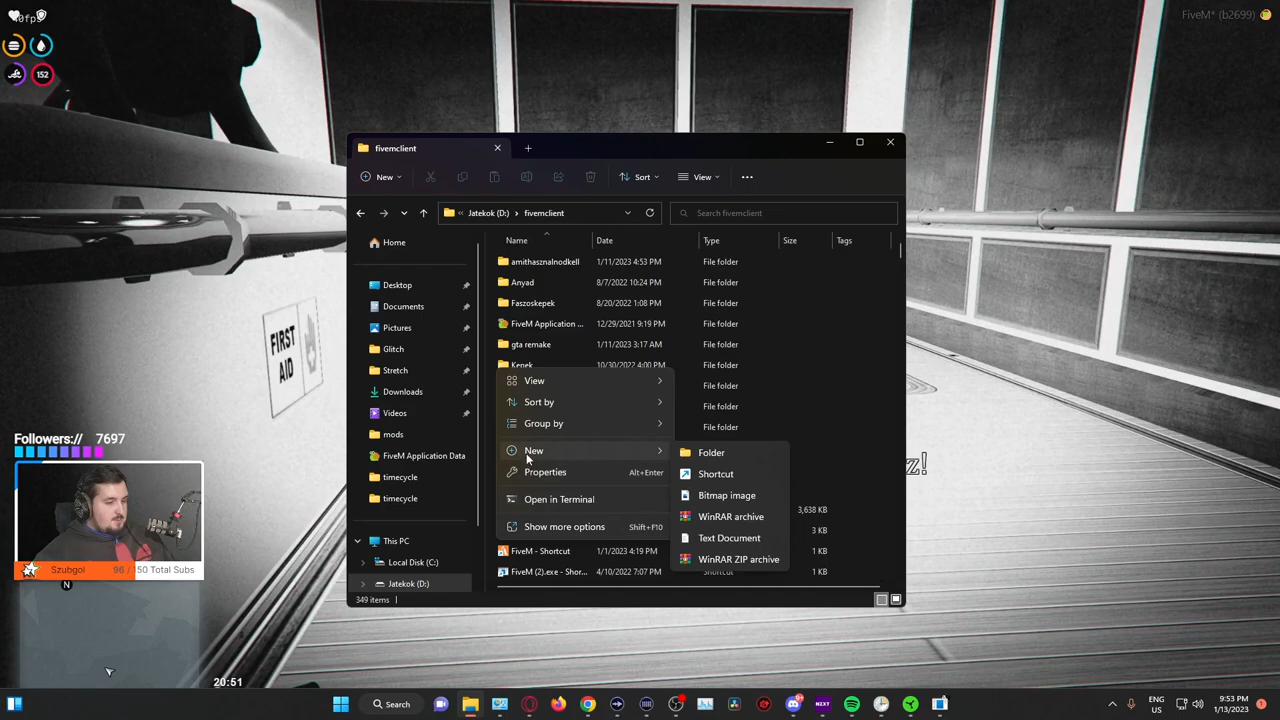 FiveM* (b2699)
152
fivemclient
New
Sort
View
Jatekok (D:)
fivemclient
Search fivemclient
Home
Desktop
Documents
Pictures
Glitch
Stretch
Downloads
Videos
mods
FiveM Application Data
timecycle
timecycle
This PC
Local Disk (C:)
Jatekok (D:)
Name
Date
Type
Size
Tags
amithasznalnodkell 1/11/2023 4:53 PM File folder
Anyad 8/7/2022 10:24 PM File folder
Faszoskepek 8/20/2022 1:08 PM File folder
FiveM Application ... 12/29/2021 9:19 PM File folder
gta remake 1/11/2023 3:17 AM File folder
Kepek 10/30/2022 4:00 PM File folder
File folder
File folder
File folder
View
Sort by
Group by
New
Properties Alt+Enter
Open in Terminal
Show more options Shift+F10
Folder
Shortcut
Bitmap image
WinRAR archive
Text Document
WinRAR ZIP archive
3,638 KB
3 KB
FiveM - Shortcut 1/1/2023 4:19 PM 1 KB
FiveM (2).exe - Shor... 4/10/2022 7:07 PM Shortcut 1 KB
349 items
FIRST
AID
Followers:// 7697
Szubgol 96 / 150 Total Subs
N
20:51
Search
ENG
US
9:53 PM
1/13/2023